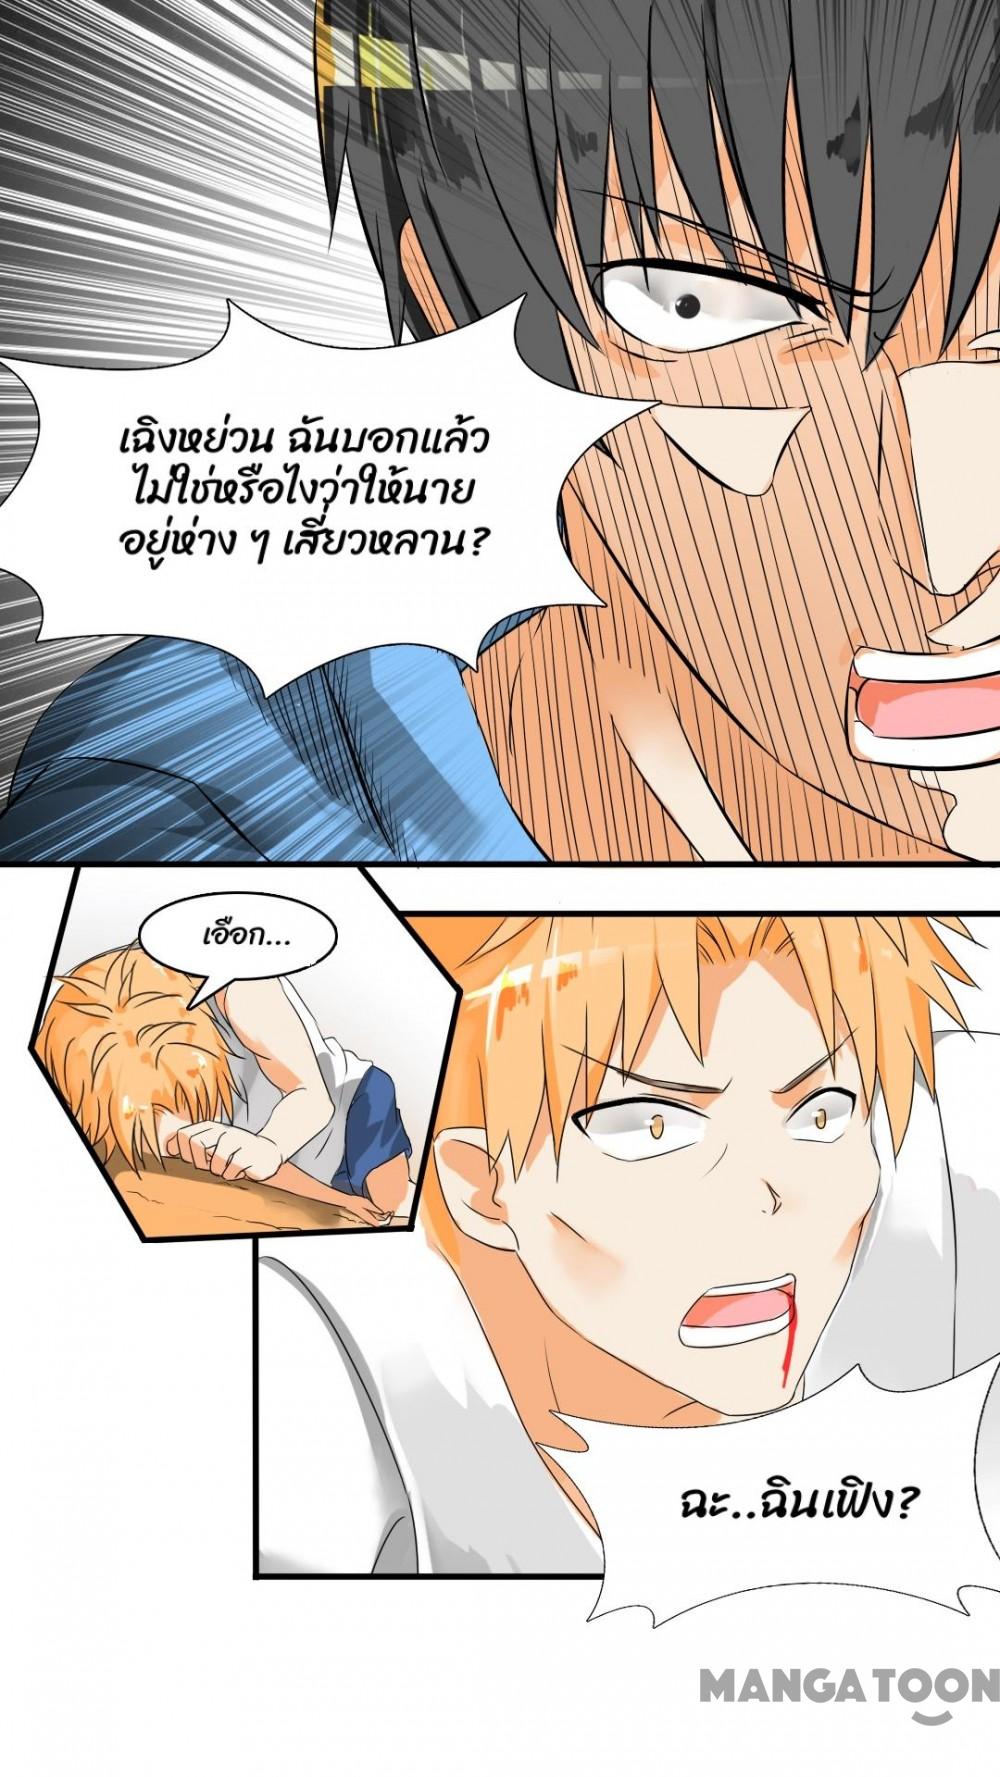 เฉิงหย่วน ฉันบอกแล้ว
ไม่ใช่หรือไงว่าให้นาย
อยู่ห่าง ๆ เสี่ยวหลาน?
เอือก...
ฉะ..ฉินเฟิง?
MANGATOON